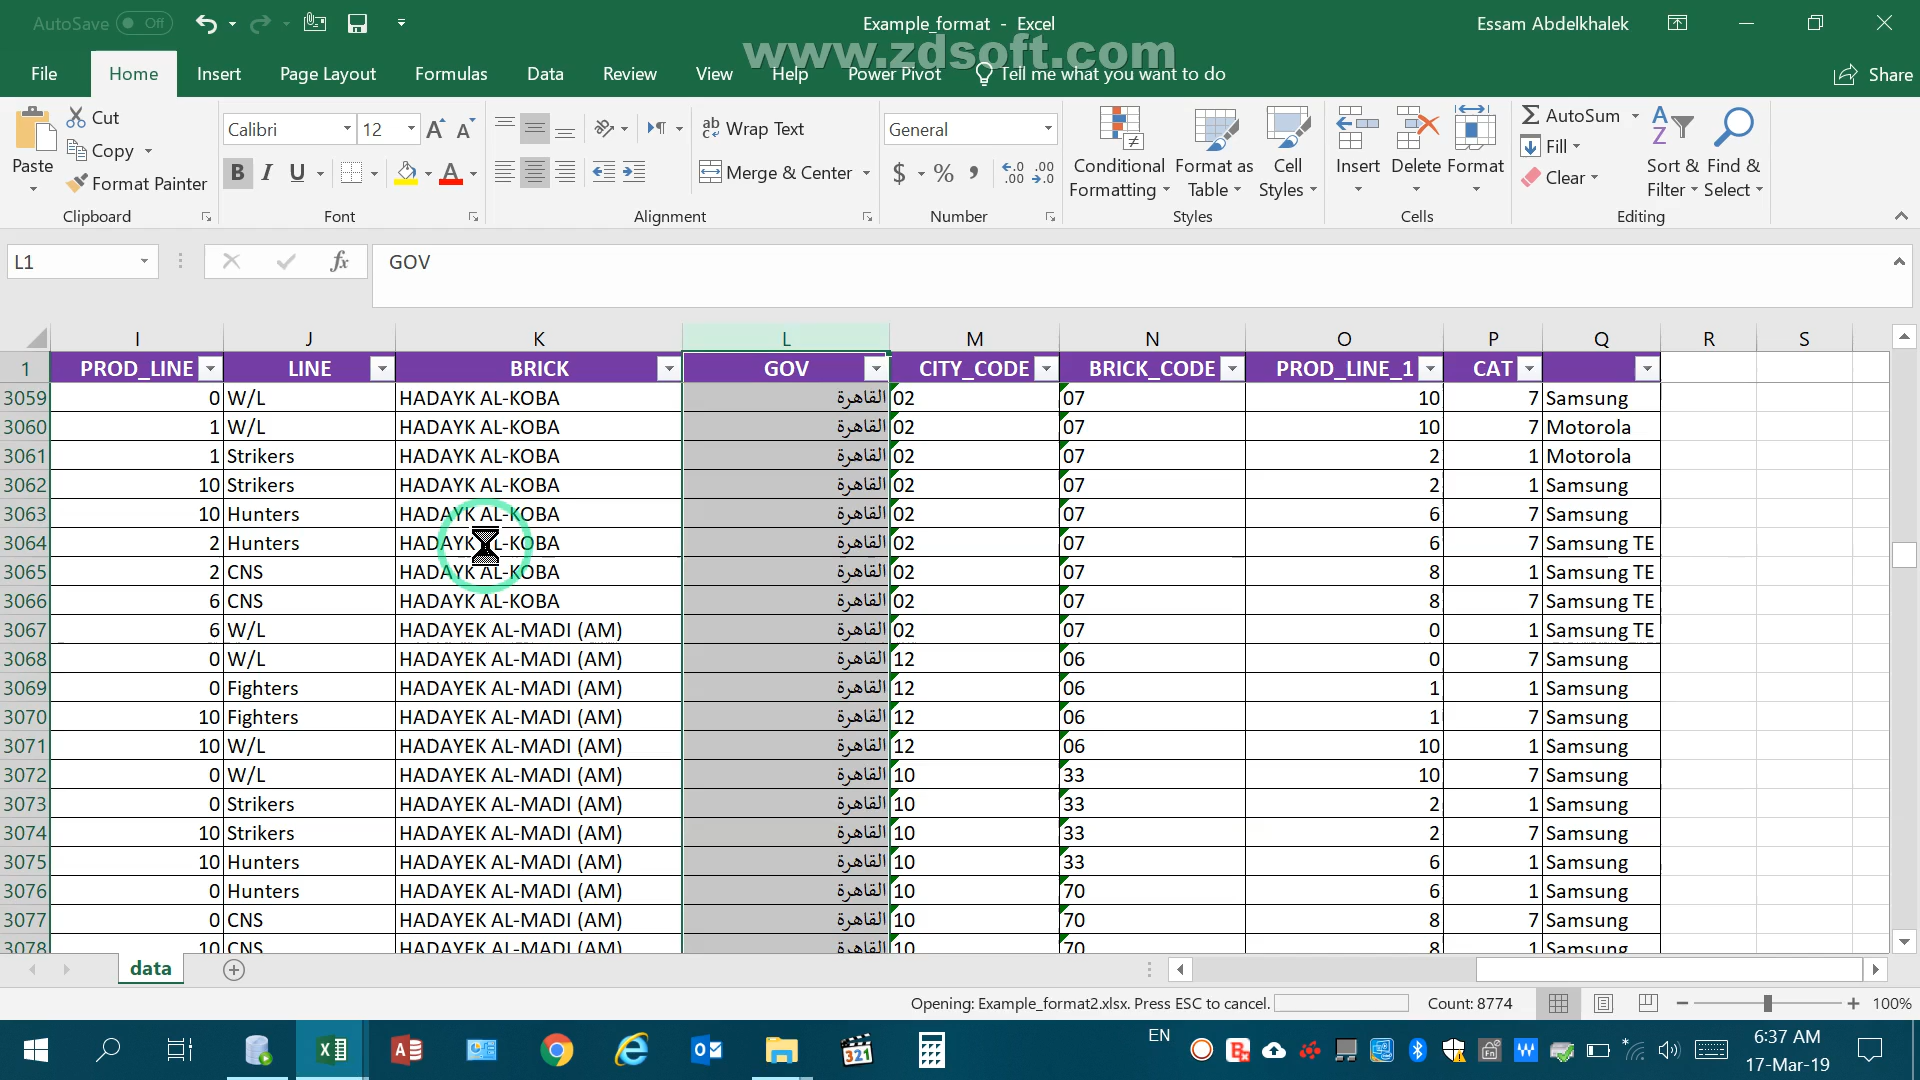 AutoSave Off Example_format - Excel Essam Abdelkhalek
www.zdsoft.com
File Home Insert Page Layout Formulas Data Review View Help Power Pivot Tell me what you want to do Share
Cut Calibri 12 Wrap Text General AutoSum
Copy Paste Conditional Formatting Format as Table Cell Styles Insert Delete Format Fill Sort & Filter Find & Select
Format Painter B I U A Merge & Center $ % Clear
Clipboard Font Alignment Number Styles Cells Editing
L1 fx GOV
I J K L M N O P Q R S
1 PROD_LINE LINE BRICK GOV CITY_CODE BRICK_CODE PROD_LINE_1 CAT
3059 0 W/L HADAYK AL-KOBA القاهرة 02 07 10 7 Samsung
3060 1 W/L HADAYK AL-KOBA القاهرة 02 07 10 7 Motorola
3061 1 Strikers HADAYK AL-KOBA القاهرة 02 07 2 1 Motorola
3062 10 Strikers HADAYK AL-KOBA القاهرة 02 07 2 1 Samsung
3063 10 Hunters HADAYK AL-KOBA القاهرة 02 07 6 7 Samsung
3064 2 Hunters HADAYK AL-KOBA القاهرة 02 07 6 7 Samsung TE
3065 2 CNS HADAYK AL-KOBA القاهرة 02 07 8 1 Samsung TE
3066 6 CNS HADAYK AL-KOBA القاهرة 02 07 8 1 Samsung TE
3067 6 W/L HADAYEK AL-MADI (AM) القاهرة 02 07 0 1 Samsung TE
3068 0 W/L HADAYEK AL-MADI (AM) القاهرة 12 06 0 7 Samsung
3069 0 Fighters HADAYEK AL-MADI (AM) القاهرة 12 06 1 1 Samsung
3070 10 Fighters HADAYEK AL-MADI (AM) القاهرة 12 06 1 7 Samsung
3071 10 W/L HADAYEK AL-MADI (AM) القاهرة 12 06 10 1 Samsung
3072 0 W/L HADAYEK AL-MADI (AM) القاهرة 10 33 10 7 Samsung
3073 0 Strikers HADAYEK AL-MADI (AM) القاهرة 10 33 2 1 Samsung
3074 10 Strikers HADAYEK AL-MADI (AM) القاهرة 10 33 2 7 Samsung
3075 10 Hunters HADAYEK AL-MADI (AM) القاهرة 10 33 6 1 Samsung
3076 0 Hunters HADAYEK AL-MADI (AM) القاهرة 10 70 6 1 Samsung
3077 0 CNS HADAYEK AL-MADI (AM) القاهرة 10 70 8 7 Samsung
3078 10 CNS HADAYEK AL-MADI (AM) القاهرة 10 70 8 1 Samsung
data
Opening: Example_format2.xlsx. Press ESC to cancel. Count: 8774 100%
EN 6:37 AM
17-Mar-19